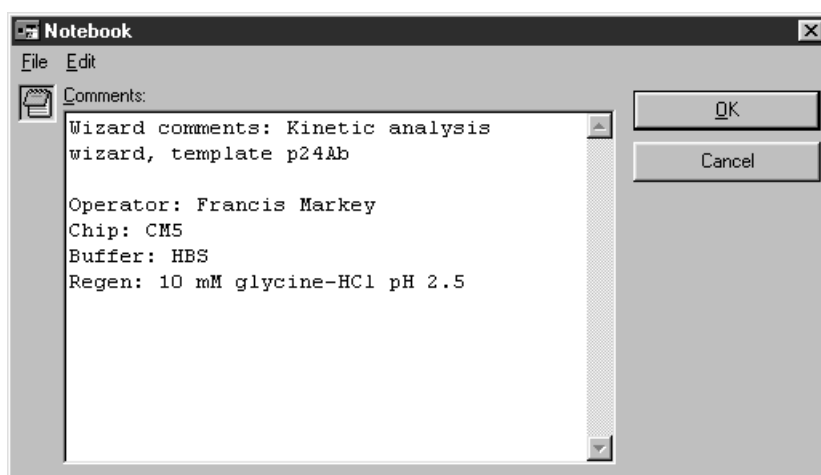 Notebook
File Edit
Comments:
Wizard comments: Kinetic analysis
wizard, template p24Ab
Operator: Francis Markey
Chip: CM5
Buffer: HBS
Regen: 10 mM glycine-HCl pH 2.5
OK
Cancel